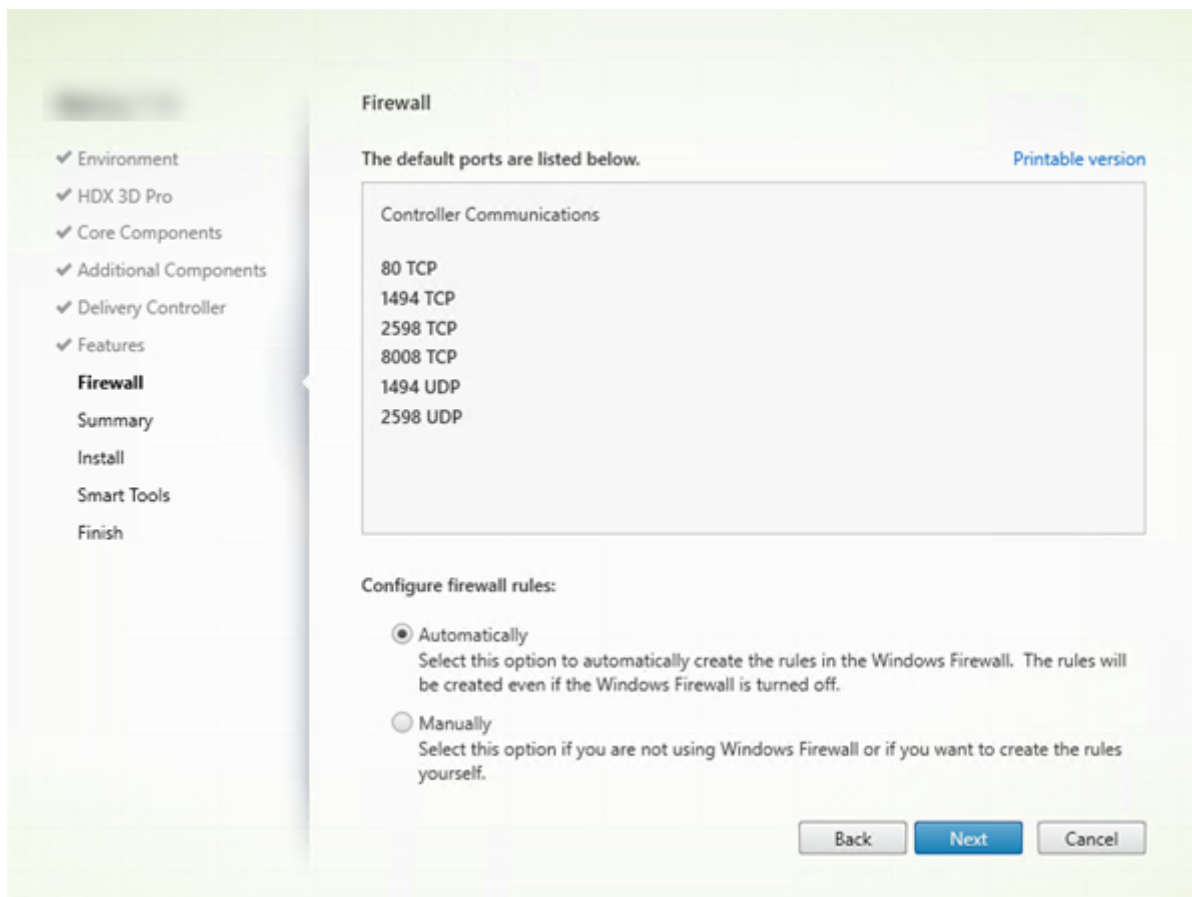 Environment
HDX 3D Pro
Core Components
Additional Components
Delivery Controller
Features
Firewall
Summary
Install
Smart Tools
Finish
Firewall
The default ports are listed below.
Printable version
Controller Communications
80 TCP
1494 TCP
2598 TCP
8008 TCP
1494 UDP
2598 UDP
Configure firewall rules:
Automatically
Select this option to automatically create the rules in the Windows Firewall. The rules will
be created even if the Windows Firewall is turned off.
Manually
Select this option if you are not using Windows Firewall or if you want to create the rules
yourself.
Back
Next
Cancel